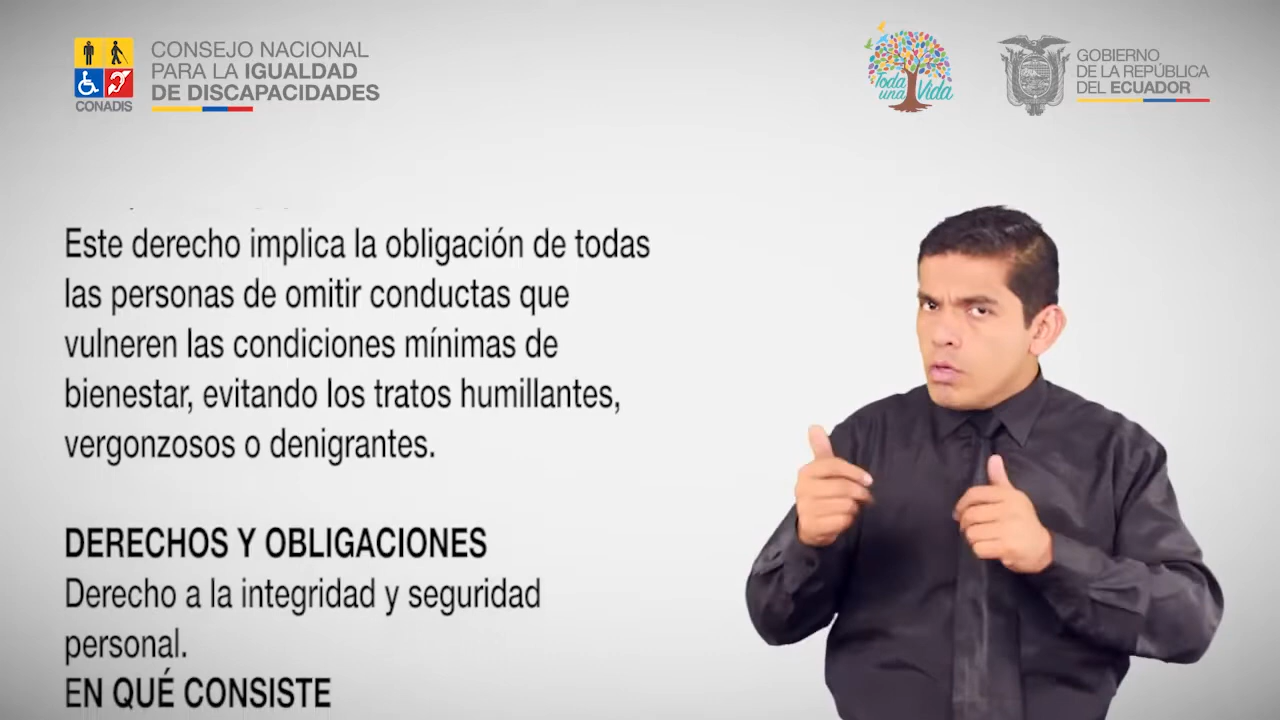 CONADIS
CONSEJO NACIONAL
PARA LA IGUALDAD
DE DISCAPACIDADES
Toda
una Vida
GOBIERNO
DE LA REPÚBLICA
DEL ECUADOR
Este derecho implica la obligación de todas
las personas de omitir conductas que
vulneren las condiciones mínimas de
bienestar, evitando los tratos humillantes,
vergonzosos o denigrantes.
DERECHOS Y OBLIGACIONES
Derecho a la integridad y seguridad
personal.
EN QUÉ CONSISTE